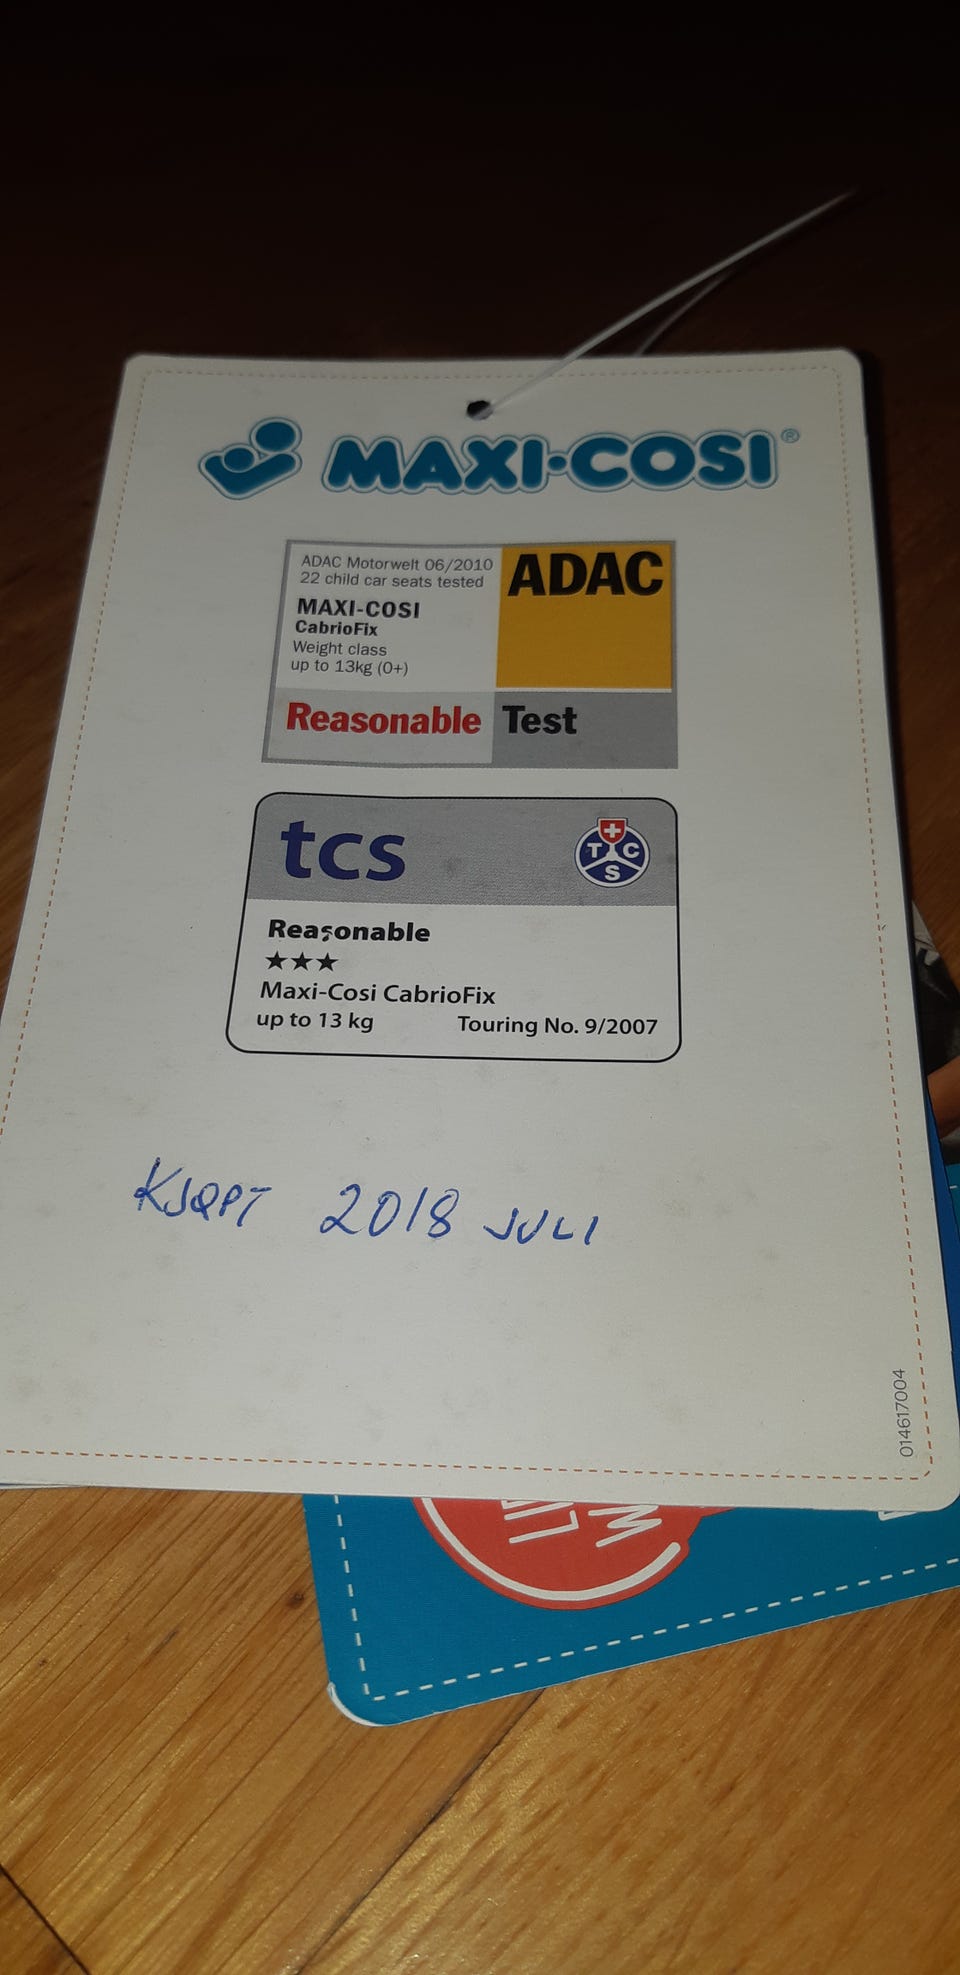 MAXI·COSI®
ADAC Motorwelt 06/2010
22 child car seats tested
MAXI-COSI
CabrioFix
Weight class
up to 13kg (0+)
ADAC
Reasonable Test
tcs
TCS
Reasonable
★★★
Maxi-Cosi CabrioFix
up to 13 kg Touring No. 9/2007
KJØPT 2018 JULI
014617004